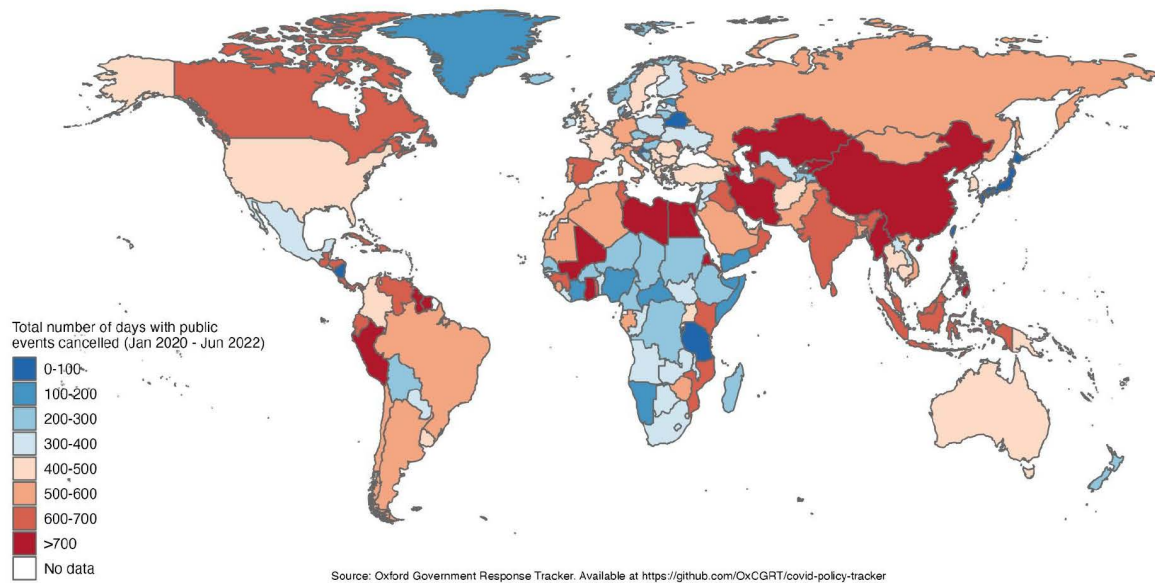 Total number of days with public
events cancelled (Jan 2020 - Jun 2022)
0-100
100-200
200-300
300-400
400-500
500-600
600-700
>700
No data
Source: Oxford Government Response Tracker. Available at https://github.com/OxCGRT/covid-policy-tracker